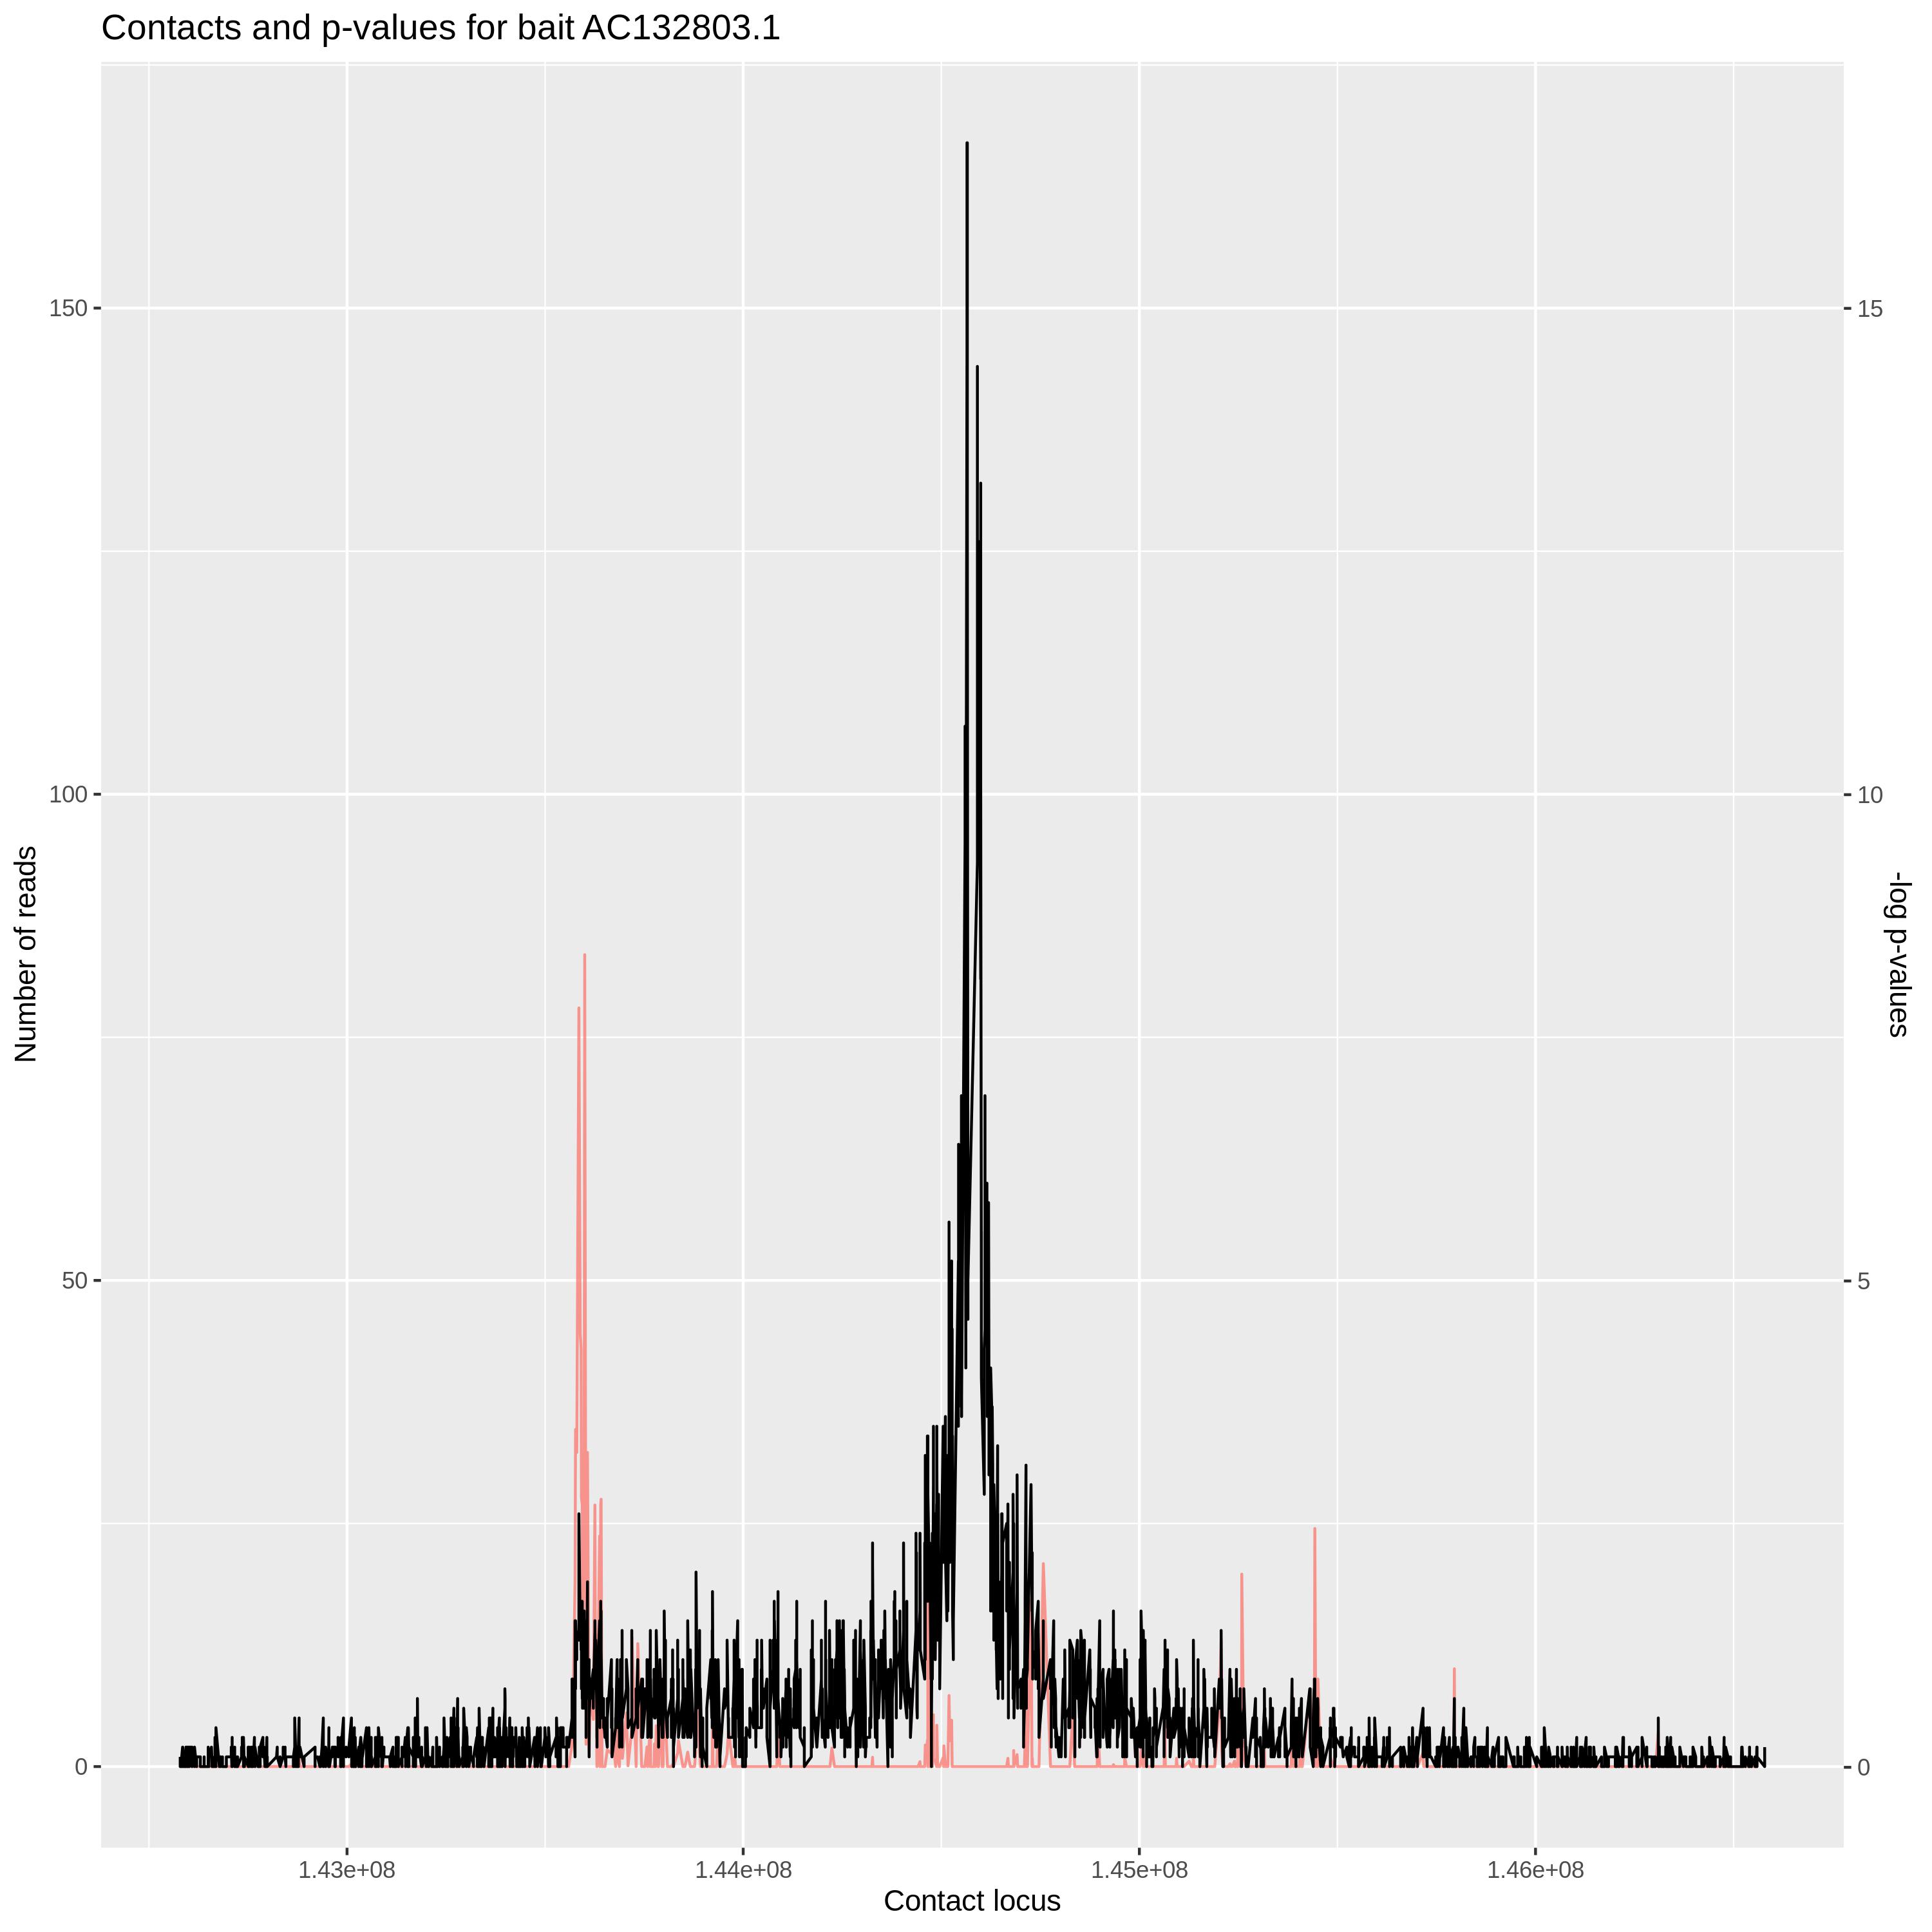 Contacts and p-values for bait AC132803.1
150
100
50
0
15
10
5
0
Number of reads
-log p-values
1.43e+08 1.44e+08 1.45e+08 1.46e+08
Contact locus